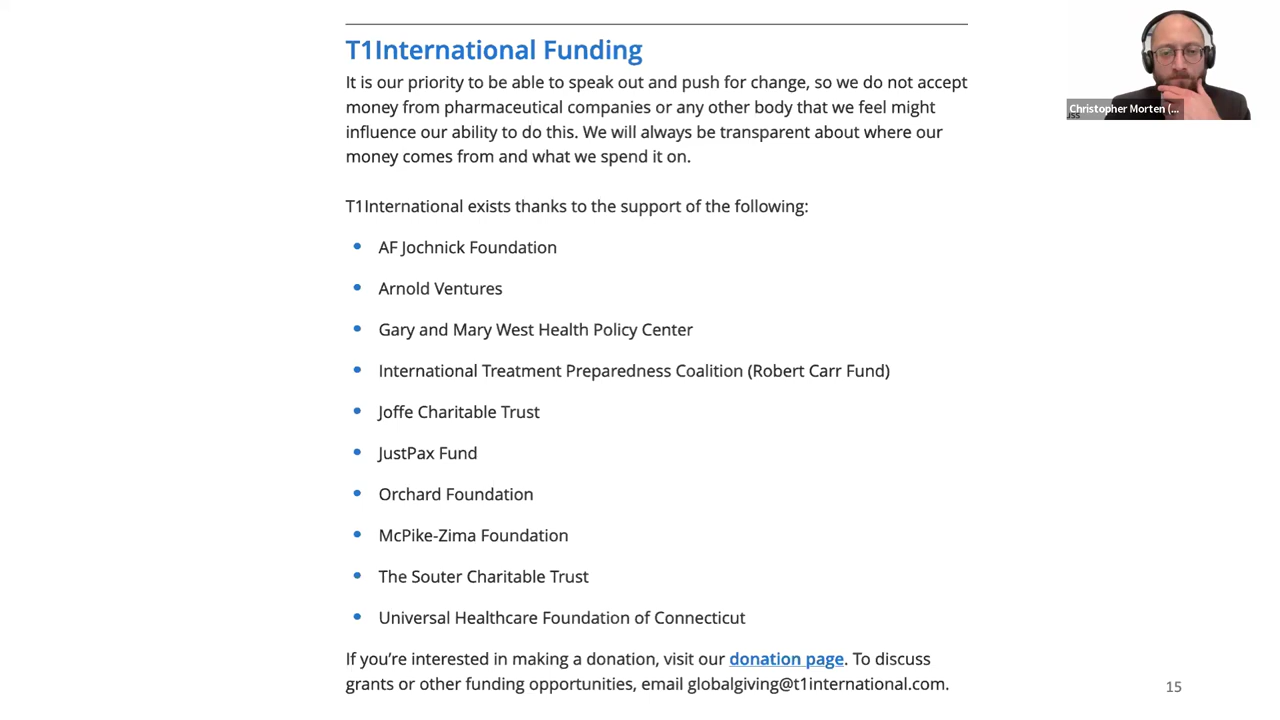 T1International Funding
It is our priority to be able to speak out and push for change, so we do not accept
money from pharmaceutical companies or any other body that we feel might
influence our ability to do this. We will always be transparent about where our
money comes from and what we spend it on.
T1International exists thanks to the support of the following:
• AF Jochnick Foundation
• Arnold Ventures
• Gary and Mary West Health Policy Center
• International Treatment Preparedness Coalition (Robert Carr Fund)
• Joffe Charitable Trust
• JustPax Fund
• Orchard Foundation
• McPike-Zima Foundation
• The Souter Charitable Trust
• Universal Healthcare Foundation of Connecticut
If you’re interested in making a donation, visit our donation page. To discuss
grants or other funding opportunities, email globalgiving@t1international.com.
15
Christopher Morten (...